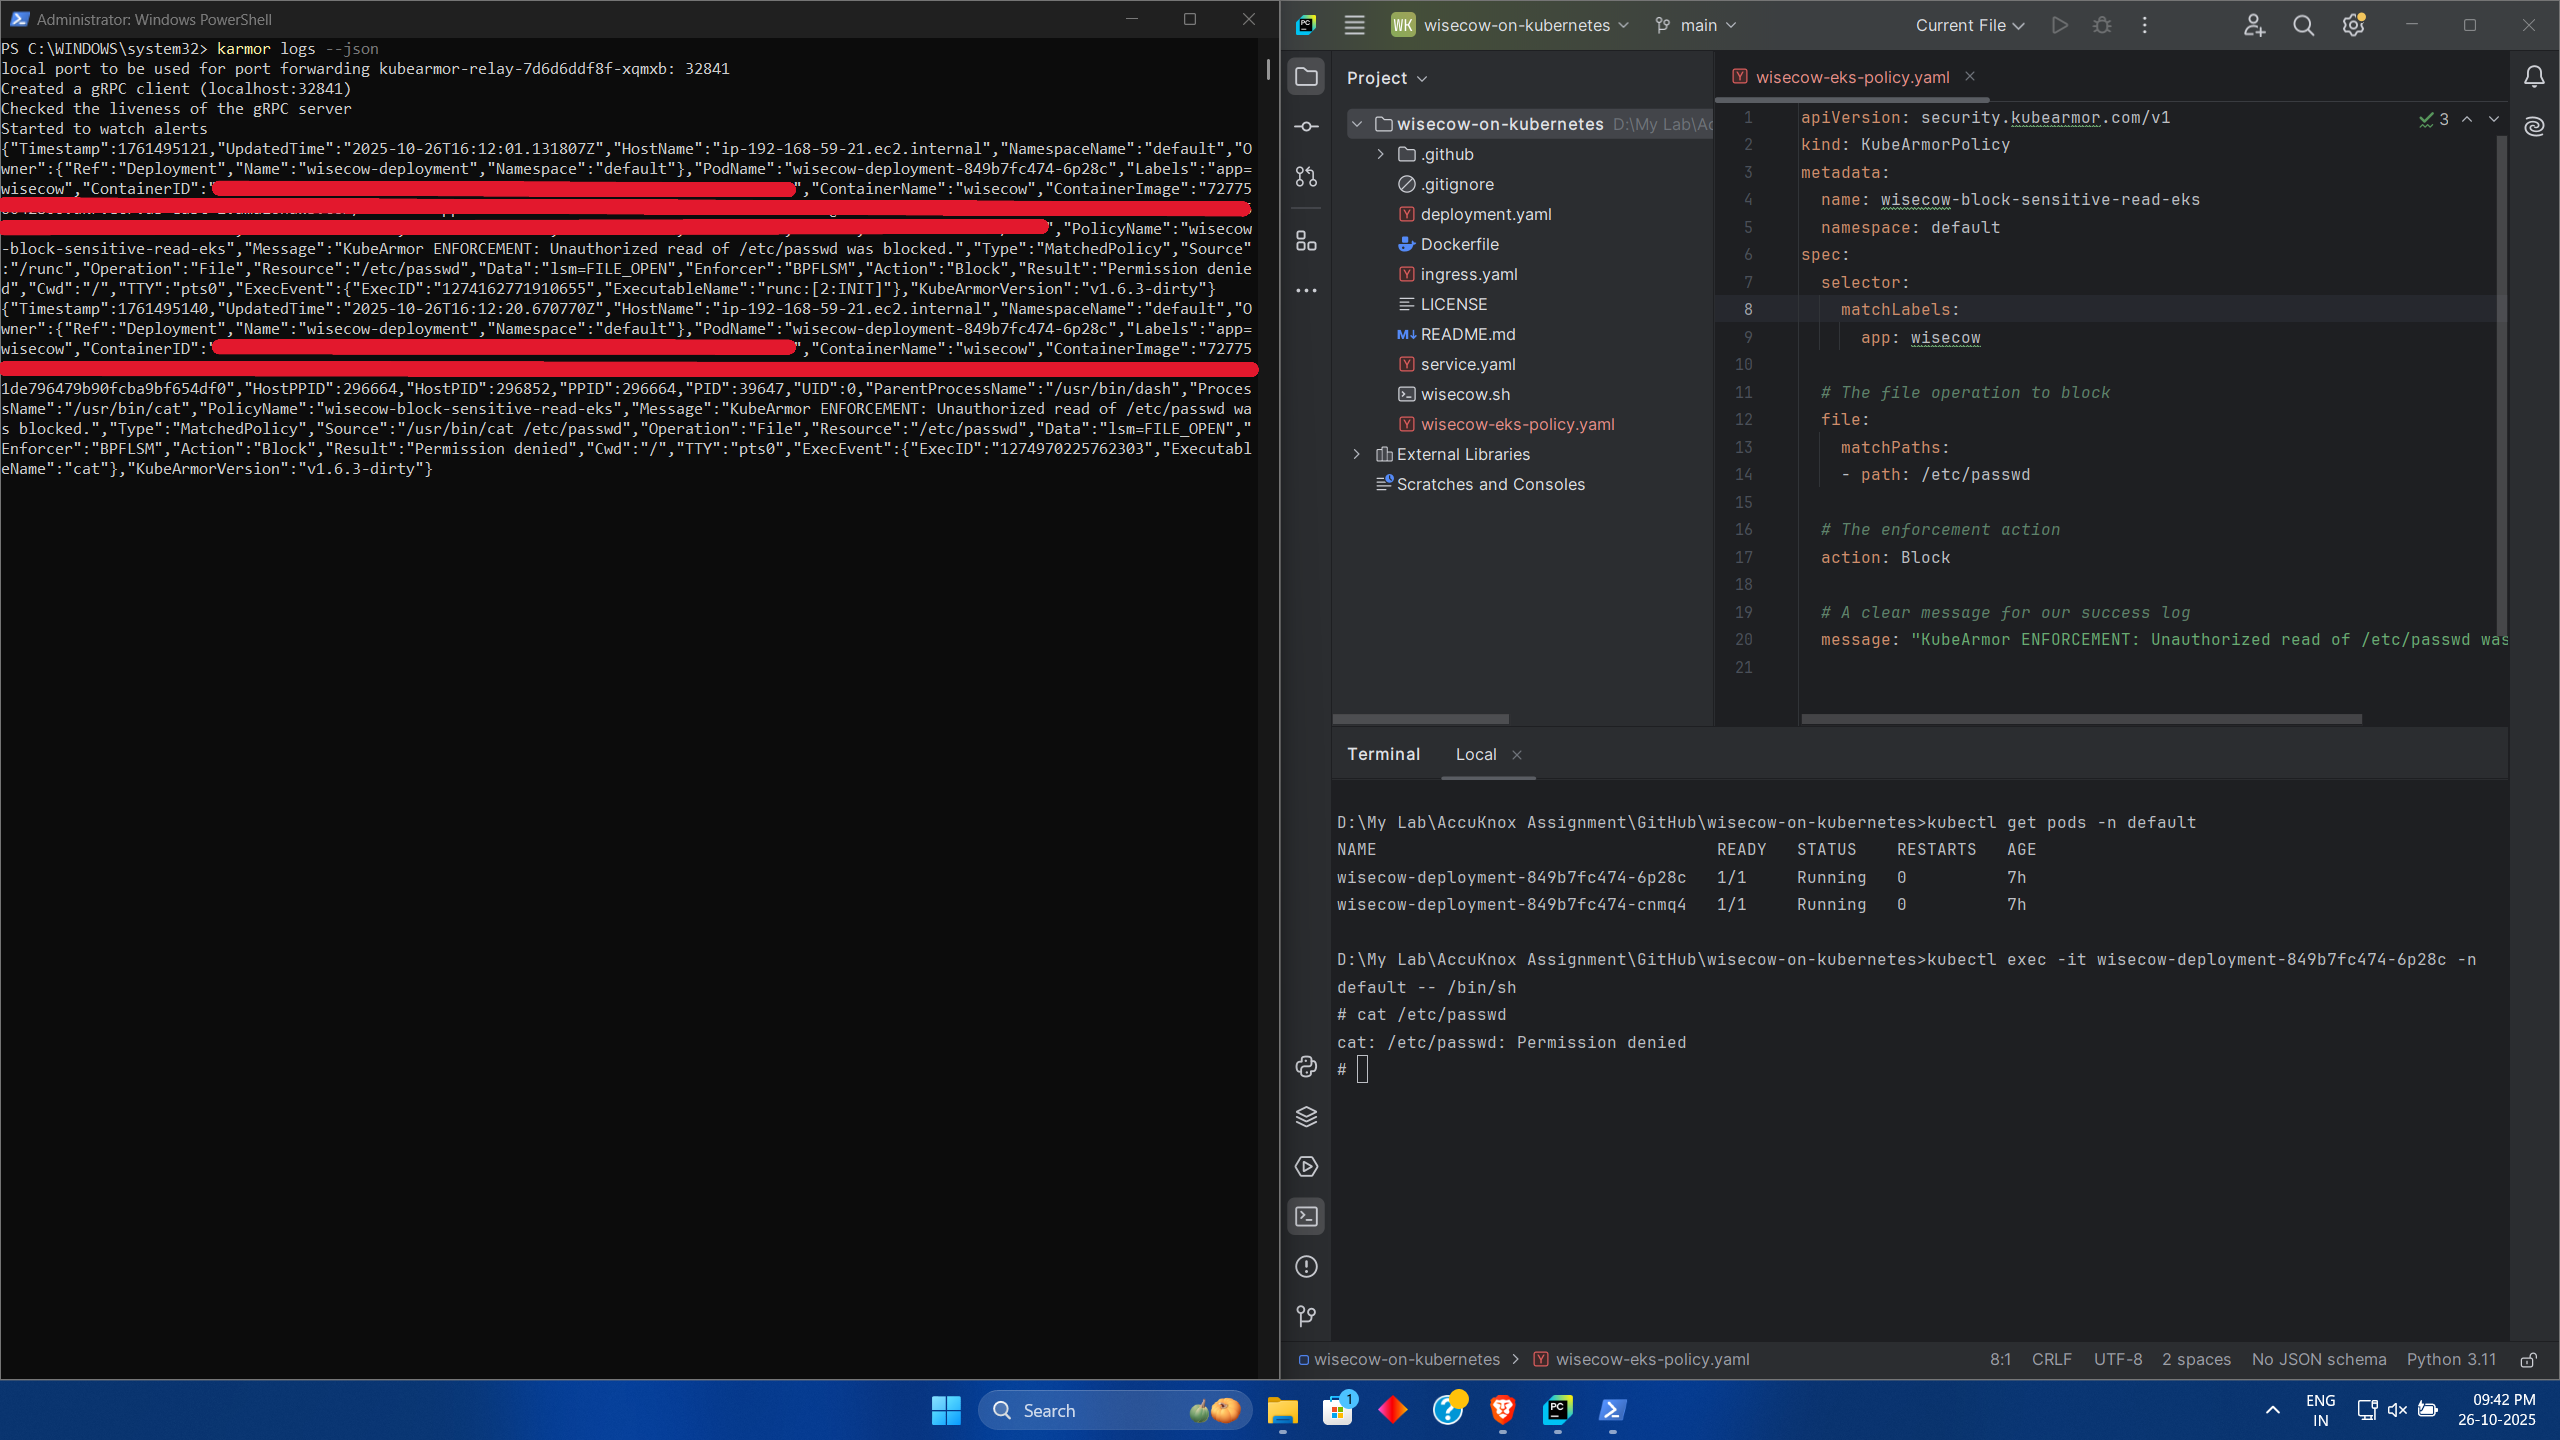 Administrator: Windows PowerShell
PS C:\WINDOWS\system32> karmor logs --json
local port to be used for port forwarding kubearmor-relay-7d6d6ddf8f-xqmxb: 32841
Created a gRPC client (localhost:32841)
Checked the liveness of the gRPC server
Started to watch alerts
{"Timestamp":1761495121,"UpdatedTime":"2025-10-26T16:12:01.131807Z","HostName":"ip-192-168-59-21.ec2.internal","NamespaceName":"default","O
wner":{"Ref":"Deployment","Name":"wisecow-deployment","Namespace":"default"},"PodName":"wisecow-deployment-849b7fc474-6p28c","Labels":"app=
wisecow","ContainerID":" ","ContainerName":"wisecow","ContainerImage":"72775
","PolicyName":"wisecow
-block-sensitive-read-eks","Message":"KubeArmor ENFORCEMENT: Unauthorized read of /etc/passwd was blocked.","Type":"MatchedPolicy","Source"
:"/runc","Operation":"File","Resource":"/etc/passwd","Data":"lsm=FILE_OPEN","Enforcer":"BPFLSM","Action":"Block","Result":"Permission denie
d","Cwd":"/","TTY":"pts0","ExecEvent":{"ExecID":"1274162771910655","ExecutableName":"runc:[2:INIT]"},"KubeArmorVersion":"v1.6.3-dirty"}
{"Timestamp":1761495140,"UpdatedTime":"2025-10-26T16:12:20.670770Z","HostName":"ip-192-168-59-21.ec2.internal","NamespaceName":"default","O
wner":{"Ref":"Deployment","Name":"wisecow-deployment","Namespace":"default"},"PodName":"wisecow-deployment-849b7fc474-6p28c","Labels":"app=
wisecow","ContainerID":" ","ContainerName":"wisecow","ContainerImage":"72775
1de796479b90fcba9bf654df0","HostPPID":296664,"HostPID":296852,"PPID":296664,"PID":39647,"UID":0,"ParentProcessName":"/usr/bin/dash","Proces
sName":"/usr/bin/cat","PolicyName":"wisecow-block-sensitive-read-eks","Message":"KubeArmor ENFORCEMENT: Unauthorized read of /etc/passwd wa
s blocked.","Type":"MatchedPolicy","Source":"/usr/bin/cat /etc/passwd","Operation":"File","Resource":"/etc/passwd","Data":"lsm=FILE_OPEN","
Enforcer":"BPFLSM","Action":"Block","Result":"Permission denied","Cwd":"/","TTY":"pts0","ExecEvent":{"ExecID":"1274970225762303","Executabl
eName":"cat"},"KubeArmorVersion":"v1.6.3-dirty"}
WK wisecow-on-kubernetes main Current File
Project
wisecow-on-kubernetes D:\My Lab\Ac
.github
.gitignore
deployment.yaml
Dockerfile
ingress.yaml
LICENSE
README.md
service.yaml
wisecow.sh
wisecow-eks-policy.yaml
External Libraries
Scratches and Consoles
wisecow-eks-policy.yaml
3
1 apiVersion: security.kubearmor.com/v1
2 kind: KubeArmorPolicy
3 metadata:
4 name: wisecow-block-sensitive-read-eks
5 namespace: default
6 spec:
7 selector:
8 matchLabels:
9 app: wisecow
10
11 # The file operation to block
12 file:
13 matchPaths:
14 - path: /etc/passwd
15
16 # The enforcement action
17 action: Block
18
19 # A clear message for our success log
20 message: "KubeArmor ENFORCEMENT: Unauthorized read of /etc/passwd was
21
Terminal Local
D:\My Lab\AccuKnox Assignment\GitHub\wisecow-on-kubernetes>kubectl get pods -n default
NAME READY STATUS RESTARTS AGE
wisecow-deployment-849b7fc474-6p28c 1/1 Running 0 7h
wisecow-deployment-849b7fc474-cnmq4 1/1 Running 0 7h
D:\My Lab\AccuKnox Assignment\GitHub\wisecow-on-kubernetes>kubectl exec -it wisecow-deployment-849b7fc474-6p28c -n
default -- /bin/sh
# cat /etc/passwd
cat: /etc/passwd: Permission denied
#
wisecow-on-kubernetes > wisecow-eks-policy.yaml 8:1 CRLF UTF-8 2 spaces No JSON schema Python 3.11
Search
1
PC
ENG
IN
09:42 PM
26-10-2025